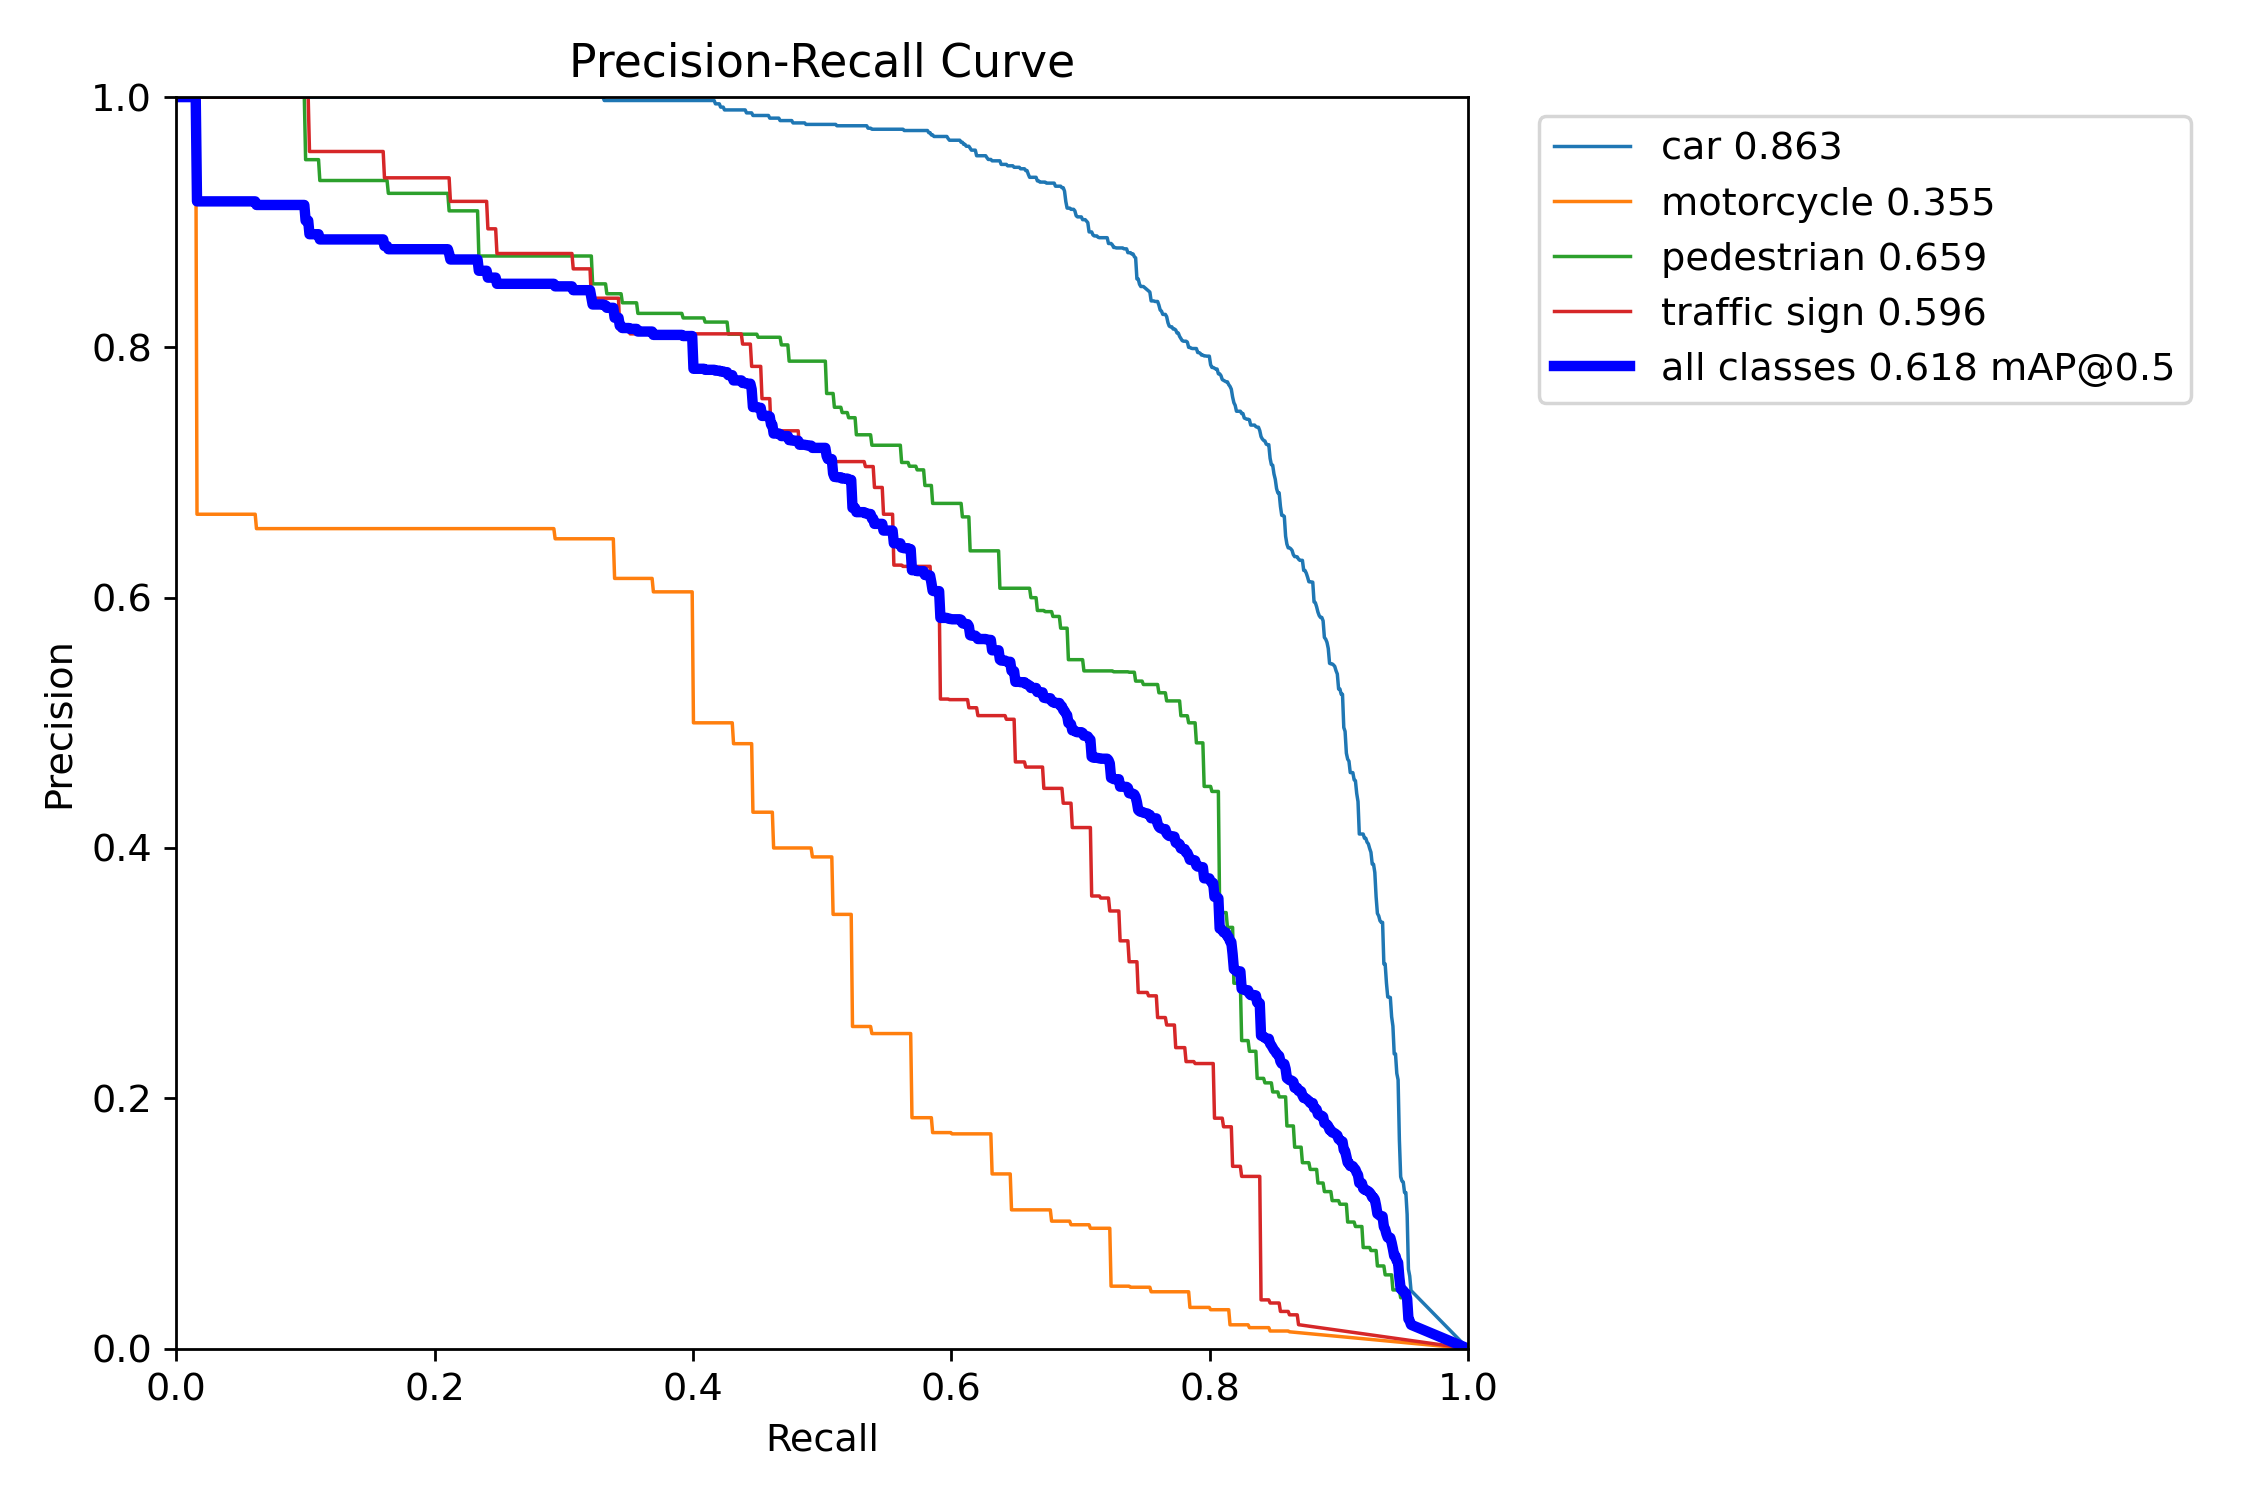 Precision-Recall Curve
1.0
0.8
0.6
0.4
0.2
0.0
Precision
0.0 0.2 0.4 0.6 0.8 1.0
Recall
car 0.863
motorcycle 0.355
pedestrian 0.659
traffic sign 0.596
all classes 0.618 mAP@0.5